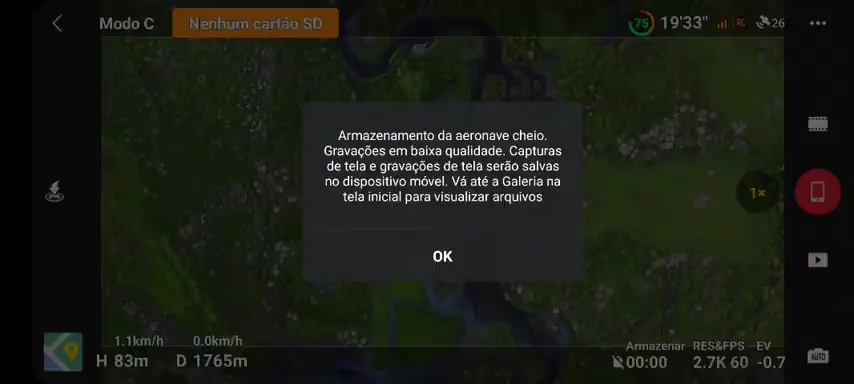 Modo C
Nenhum cartão SD
75
19'33"
RC
26
Armazenamento da aeronave cheio.
Gravações em baixa qualidade. Capturas
de tela e gravações de tela serão salvas
no dispositivo móvel. Vá até a Galeria na
tela inicial para visualizar arquivos
OK
1×
1.1km/h
0.0km/h
H 83m
D 1765m
Armazenar
RES&FPS
EV
00:00
2.7K 60
-0.7
AUTO